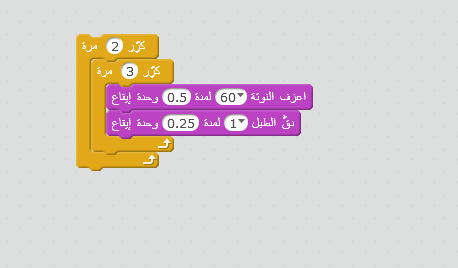 كرّر 2 مرة
كرّر 3 مرة
اعزف النوتة 60 لمدة 0.5 وحدة إيقاع
دقّ الطبل 1 لمدة 0.25 وحدة إيقاع